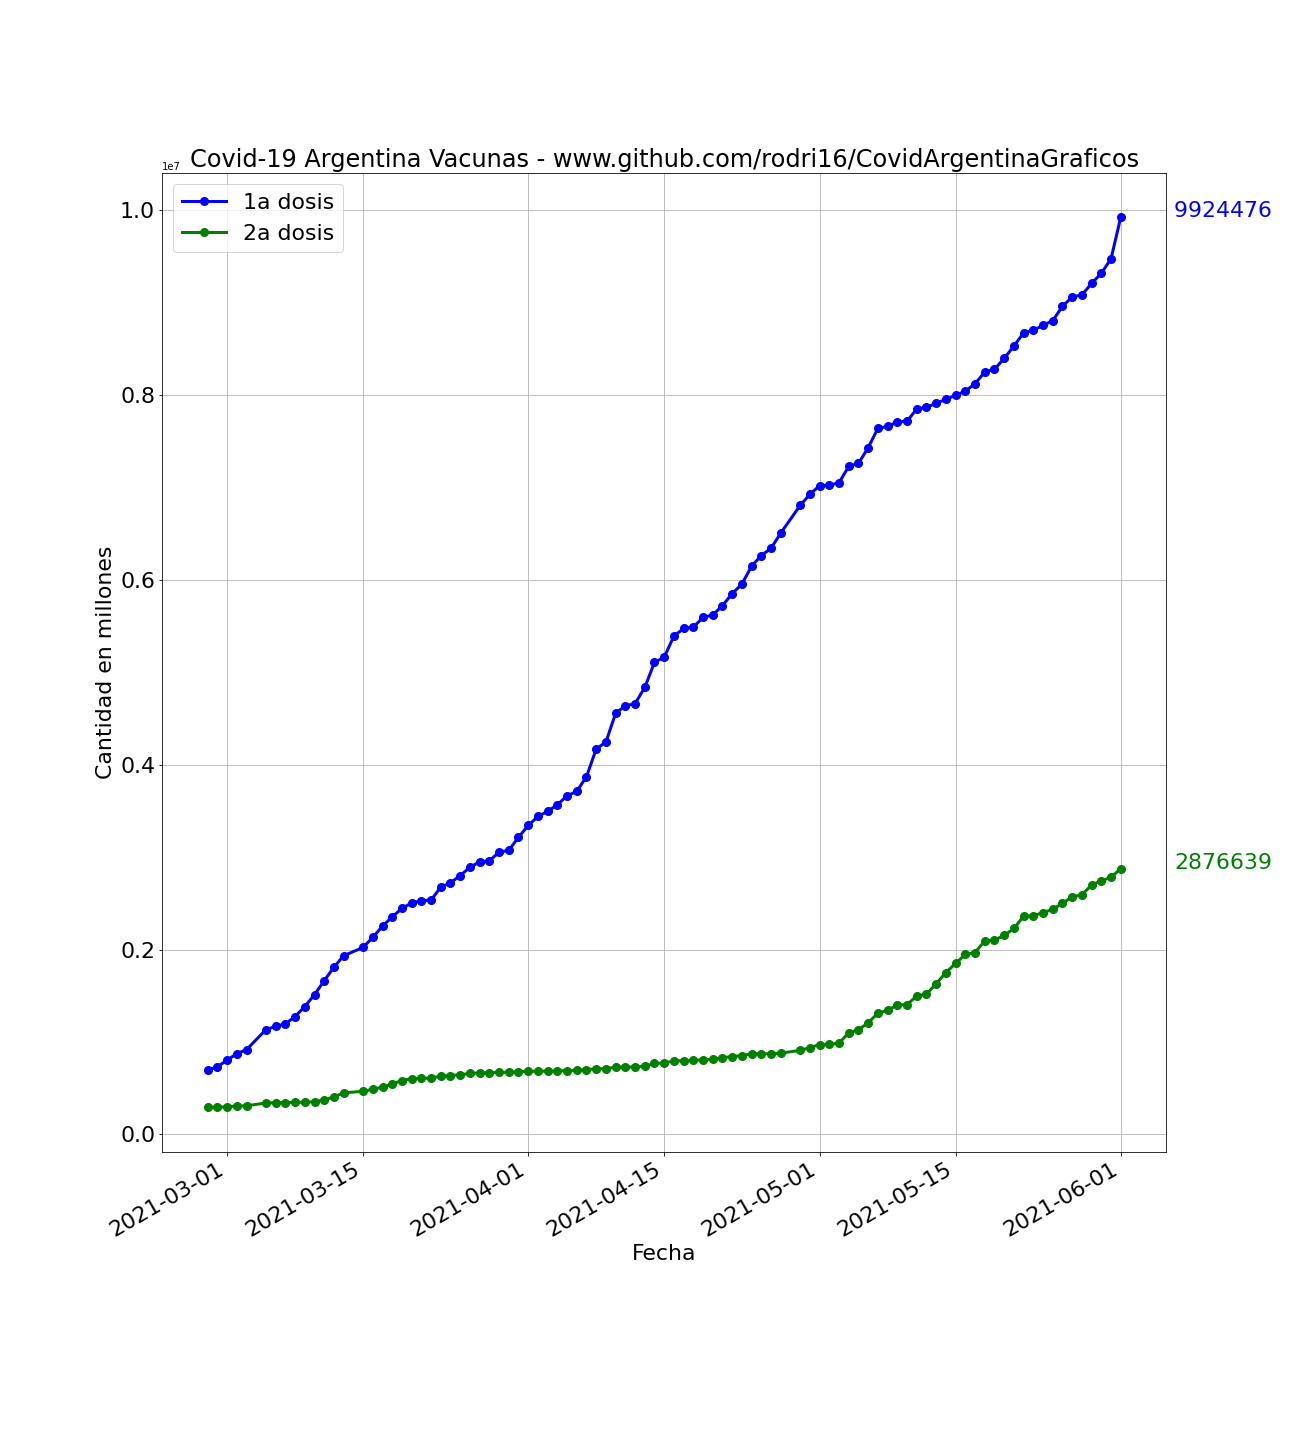 Covid-19 Argentina Vacunas - www.github.com/rodri16/CovidArgentinaGraficos
1e7
1a dosis
2a dosis
1.0
0.8
0.6
0.4
0.2
0.0
Cantidad en millones
9924476
2876639
2021-03-01
2021-03-15
2021-04-01
2021-04-15
2021-05-01
2021-05-15
2021-06-01
Fecha